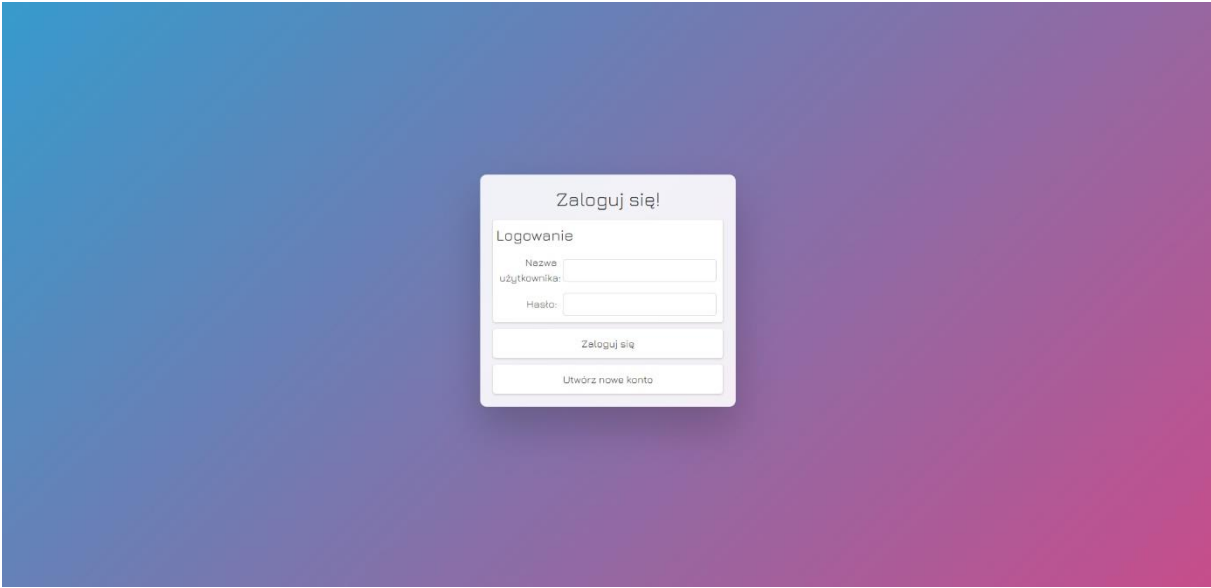 Zaloguj się!
Logowanie
Nazwa
użytkownika:
Hasło:
Zaloguj się
Utwórz nowe konto